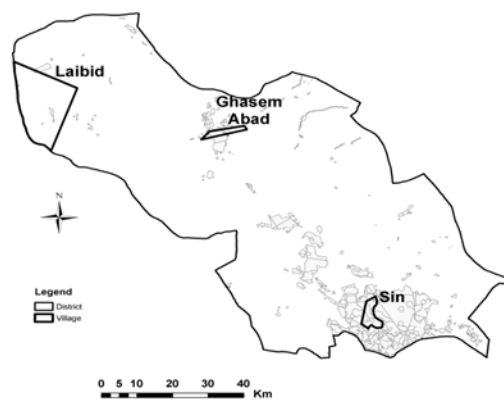 Laibid
Ghasem
Abad
N
Sin
Legend
District
Village
0 5 10 20 30 40
Km